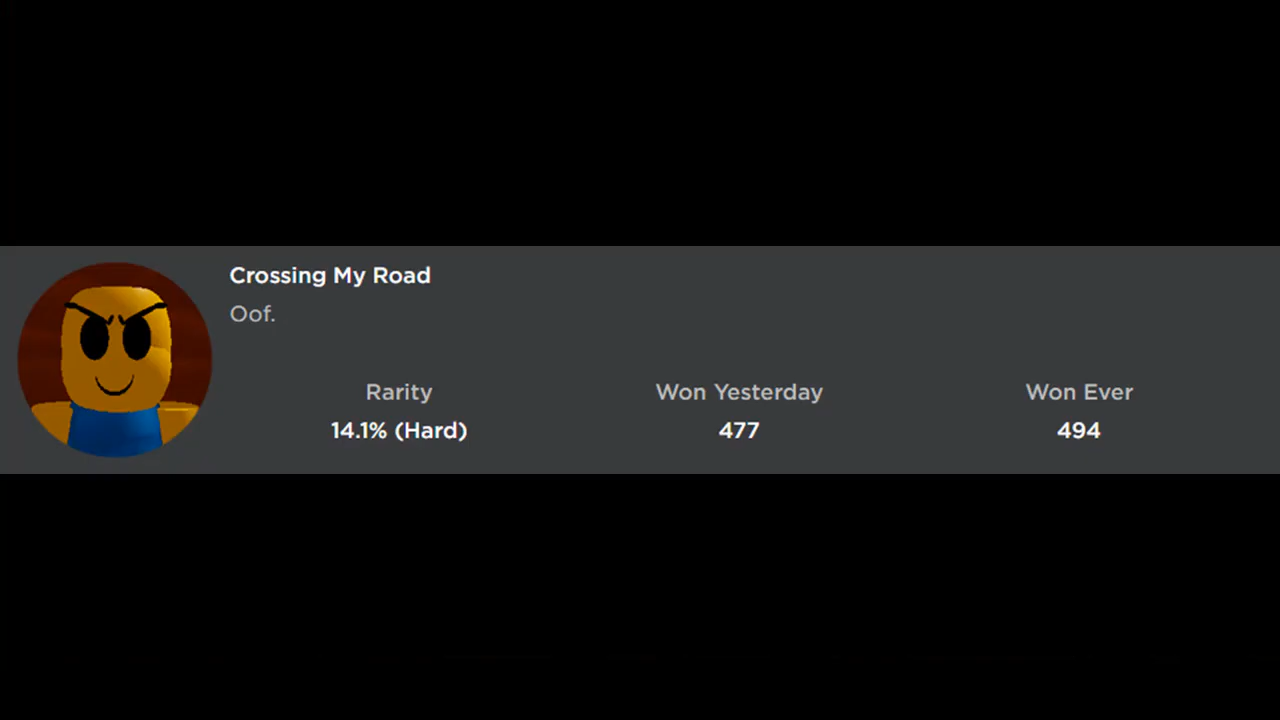 Crossing My Road
Oof.
Rarity Won Yesterday Won Ever
14.1% (Hard) 477 494